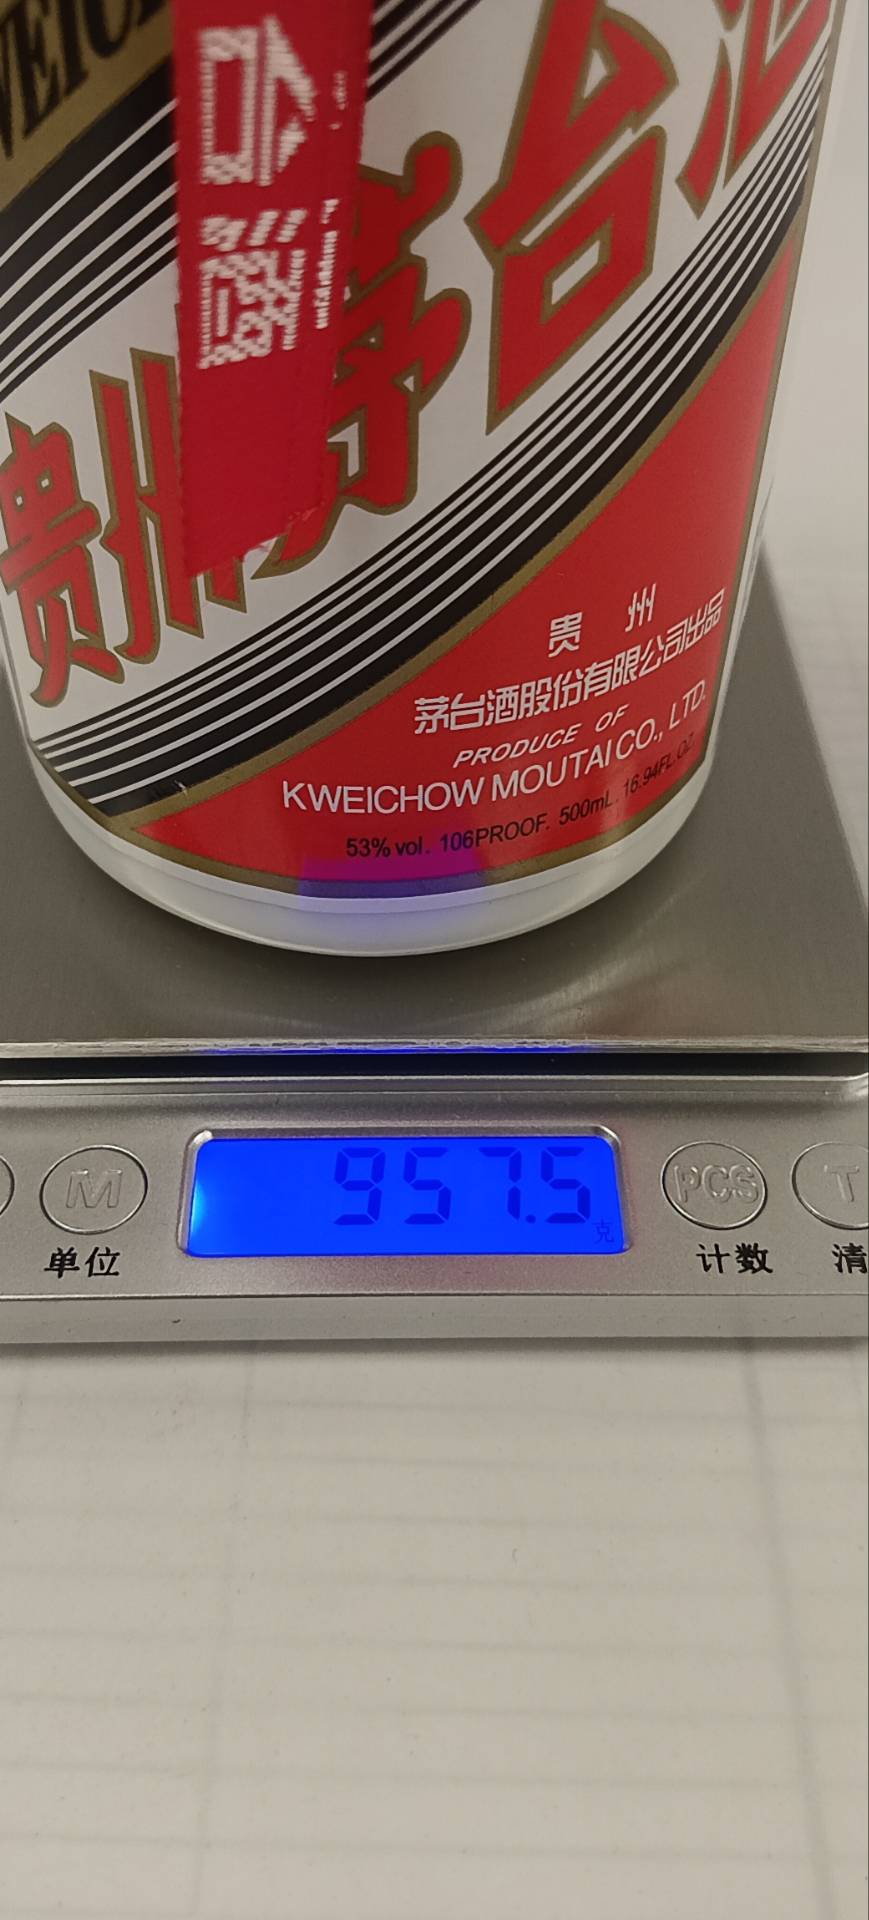 贵州茅台酒
贵州
茅台酒股份有限公司出品
PRODUCE OF
KWEICHOW MOUTAI CO., LTD.
53% vol. 106PROOF. 500mL. 16.94FL.OZ.
957.5
克
M
PCS
T
单位
计数
清